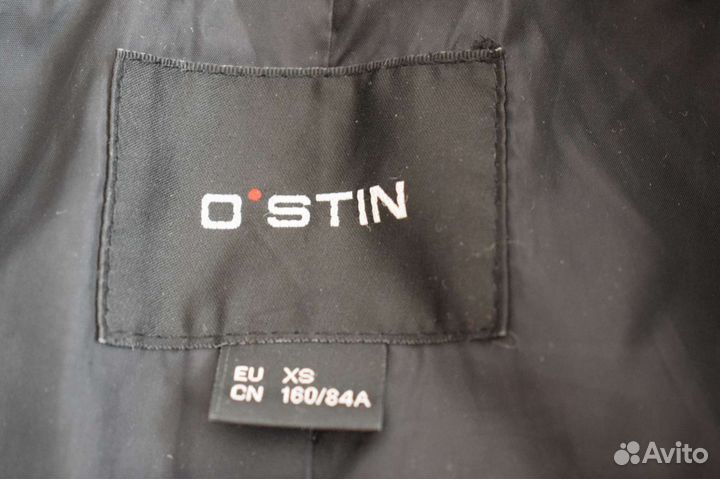 O•STIN
EU XS
CN 160/84A
Avito